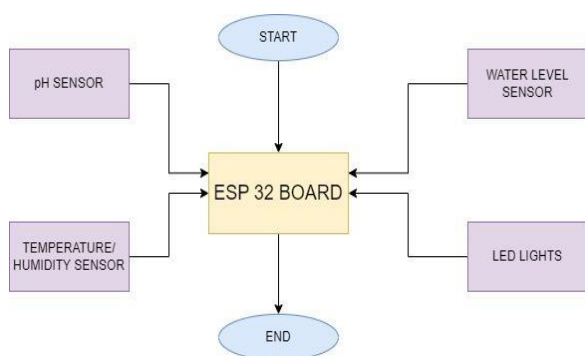 START
pH SENSOR
WATER LEVEL
SENSOR
ESP 32 BOARD
TEMPERATURE/
HUMIDITY SENSOR
LED LIGHTS
END